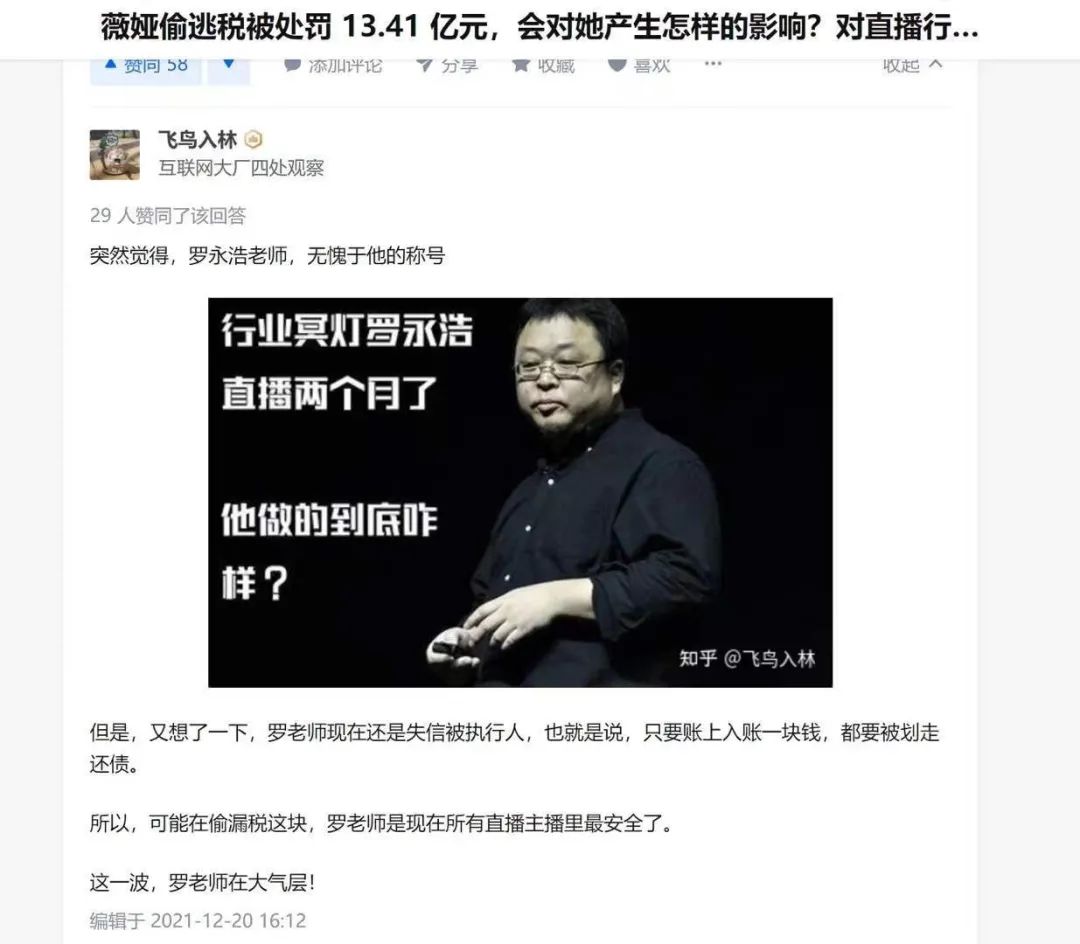 薇娅偷逃税被处罚 13.41 亿元，会对她产生怎样的影响？对直播行…
赞同 58 添加评论 分享 收藏 喜欢 ··· 收起
飞鸟入林
互联网大厂四处观察
29 人赞同了该回答
突然觉得，罗永浩老师，无愧于他的称号
行业冥灯罗永浩
直播两个月了
他做的到底咋
样？
知乎 @飞鸟入林
但是，又想了一下，罗老师现在还是失信被执行人，也就是说，只要账上入账一块钱，都要被划走
还债。
所以，可能在偷漏税这块，罗老师是现在所有直播主播里最安全了。
这一波，罗老师在大气层！
编辑于 2021-12-20 16:12